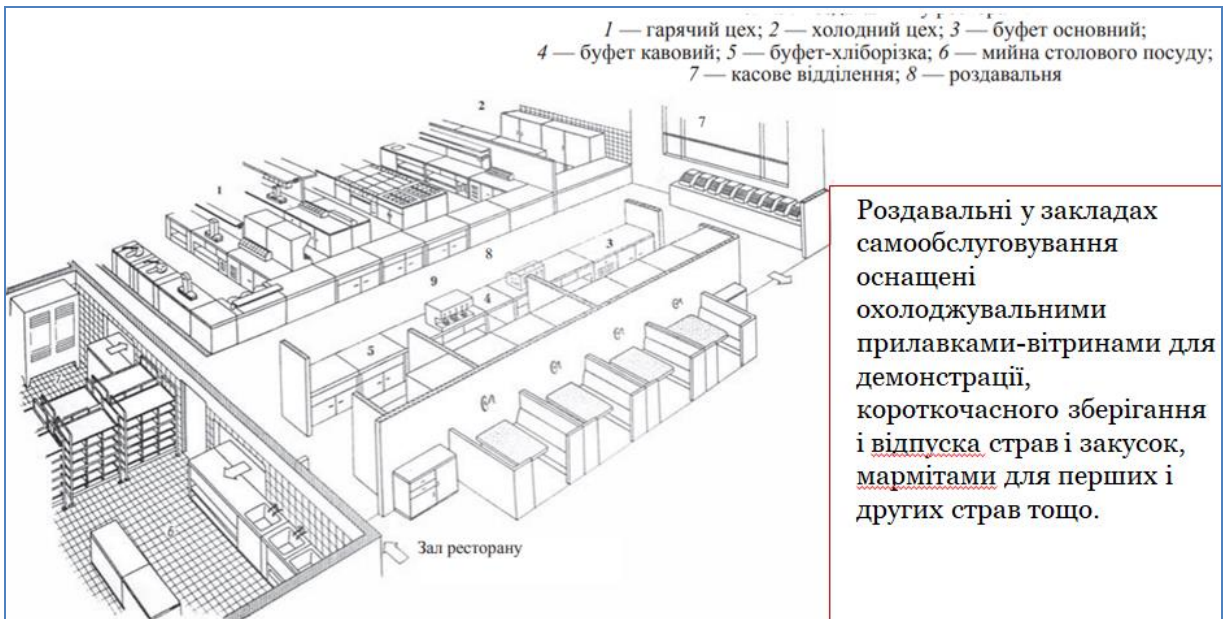 1 — гарячий цех; 2 — холодний цех; 3 — буфет основний;
4 — буфет кавовий; 5 — буфет-хліборізка; 6 — мийна столового посуду;
7 — касове відділення; 8 — роздавальня
2
7
1
8
3
9
4
5
6
Зал ресторану
Роздавальні у закладах
самообслуговування
оснащені
охолоджувальними
прилавками-вітринами для
демонстрації,
короткочасного зберігання
і відпуска страв і закусок,
мармітами для перших і
других страв тощо.